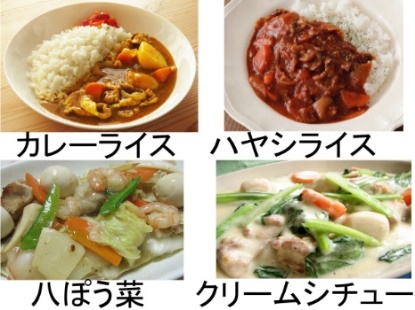 カレーライス
ハヤシライス
八ぽう菜
クリームシチュー